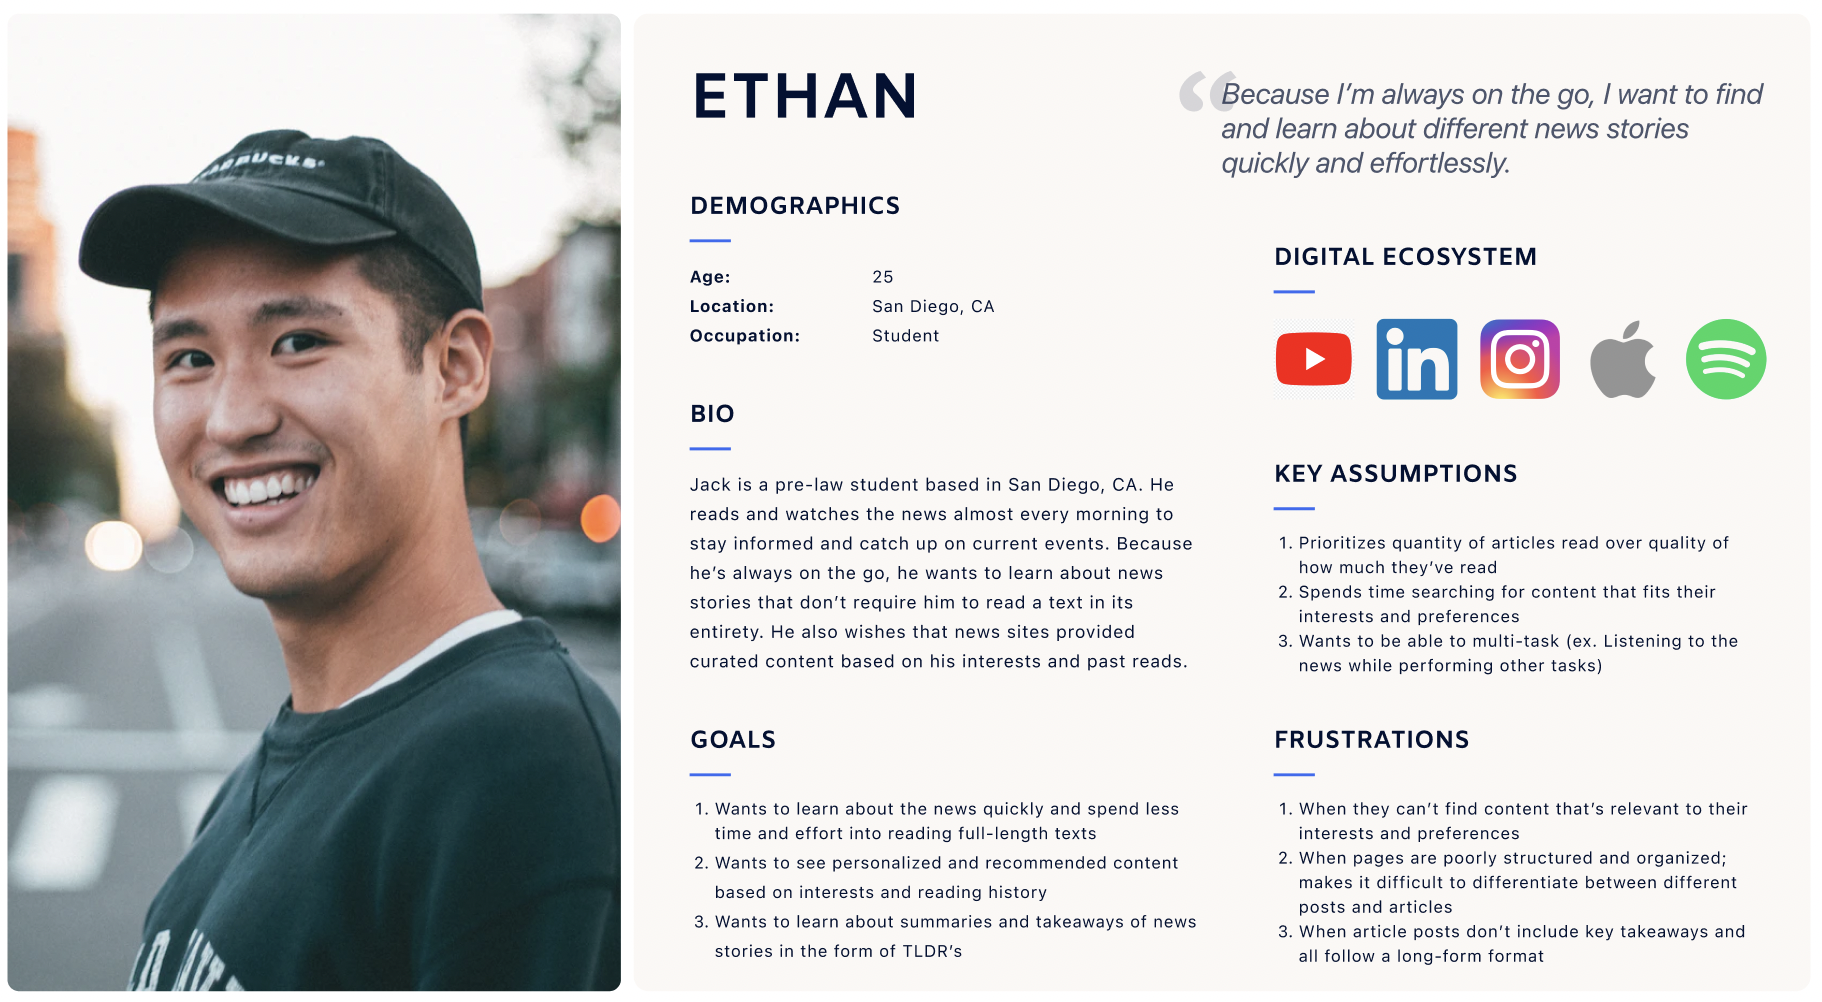 ETHAN
Because I’m always on the go, I want to find
and learn about different news stories
quickly and effortlessly.
DEMOGRAPHICS
Age: 25
Location: San Diego, CA
Occupation: Student
BIO
Jack is a pre-law student based in San Diego, CA. He
reads and watches the news almost every morning to
stay informed and catch up on current events. Because
he’s always on the go, he wants to learn about news
stories that don’t require him to read a text in its
entirety. He also wishes that news sites provided
curated content based on his interests and past reads.
GOALS
1. Wants to learn about the news quickly and spend less
time and effort into reading full-length texts
2. Wants to see personalized and recommended content
based on interests and reading history
3. Wants to learn about summaries and takeaways of news
stories in the form of TLDR’s
DIGITAL ECOSYSTEM
in
KEY ASSUMPTIONS
1. Prioritizes quantity of articles read over quality of
how much they’ve read
2. Spends time searching for content that fits their
interests and preferences
3. Wants to be able to multi-task (ex. Listening to the
news while performing other tasks)
FRUSTRATIONS
1. When they can’t find content that’s relevant to their
interests and preferences
2. When pages are poorly structured and organized;
makes it difficult to differentiate between different
posts and articles
3. When article posts don’t include key takeaways and
all follow a long-form format